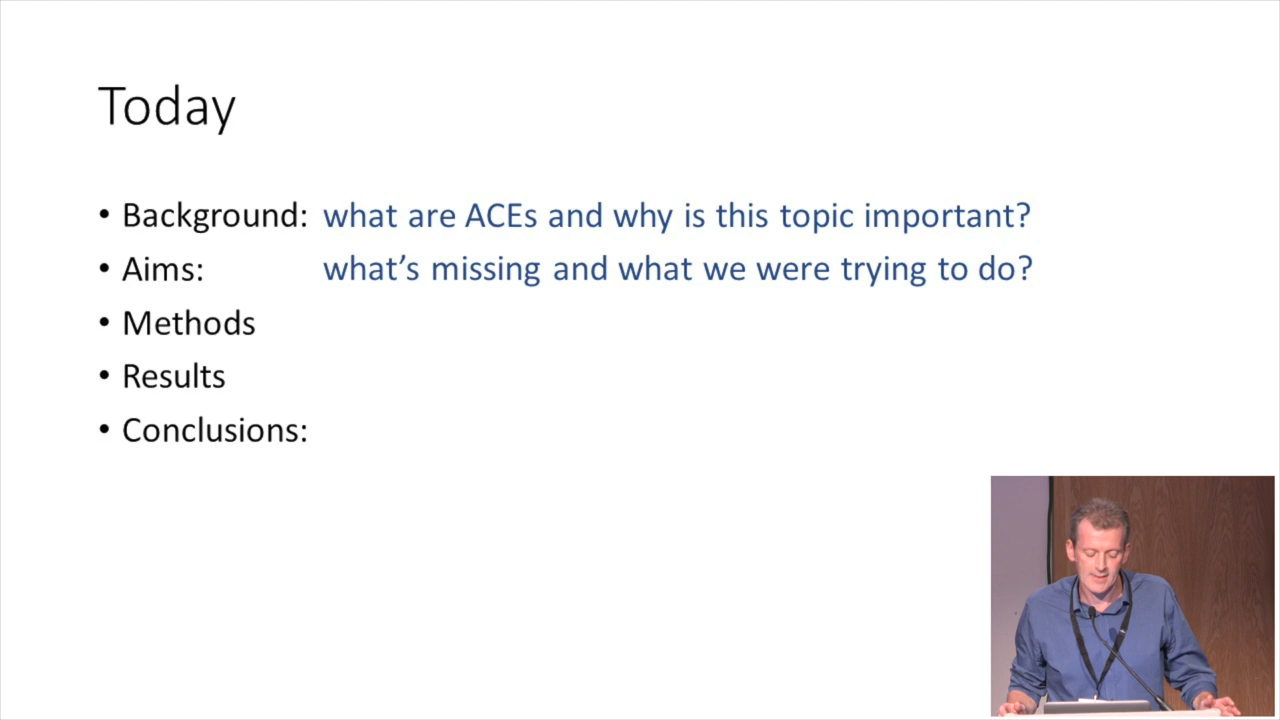 Today
• Background: what are ACEs and why is this topic important?
• Aims: what’s missing and what we were trying to do?
• Methods
• Results
• Conclusions: